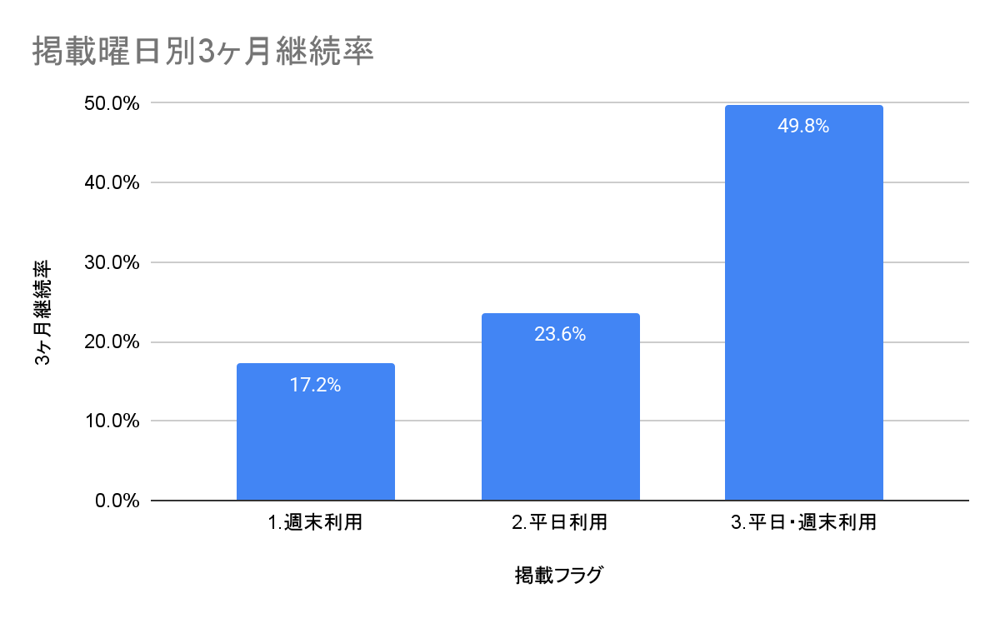 掲載曜日別3ヶ月継続率
50.0%
40.0%
30.0%
20.0%
10.0%
0.0%
3ヶ月継続率
17.2%
23.6%
49.8%
1.週末利用
2.平日利用
3.平日・週末利用
掲載フラグ